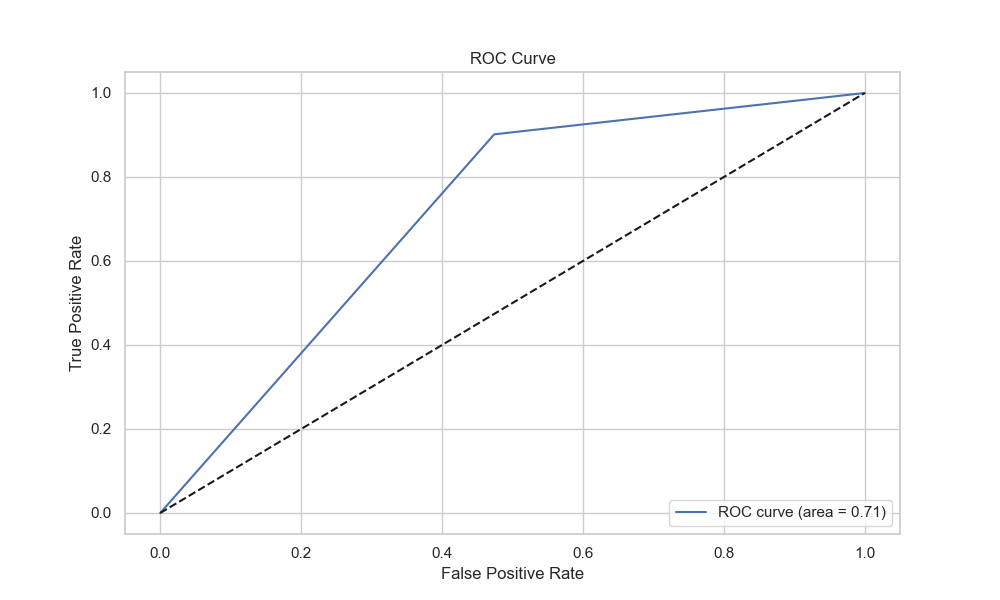 ROC Curve
True Positive Rate
1.0
0.8
0.6
0.4
0.2
0.0
ROC curve (area = 0.71)
0.0 0.2 0.4 0.6 0.8 1.0
False Positive Rate